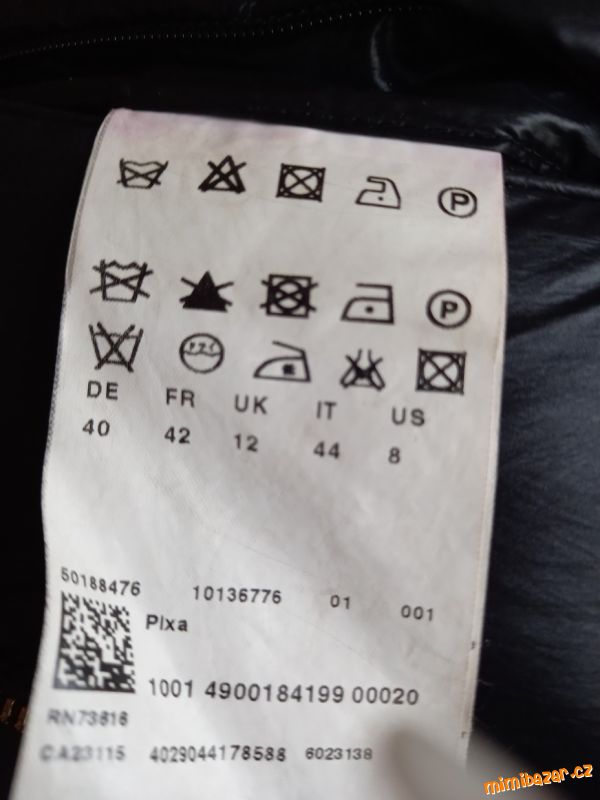 P
P
DE FR UK IT US
40 42 12 44 8
50188476 10136776 01 001
Pixa
1001 4900184199 00020
RN73616
CA23115 4029044178588 6023138
mimibazar.cz